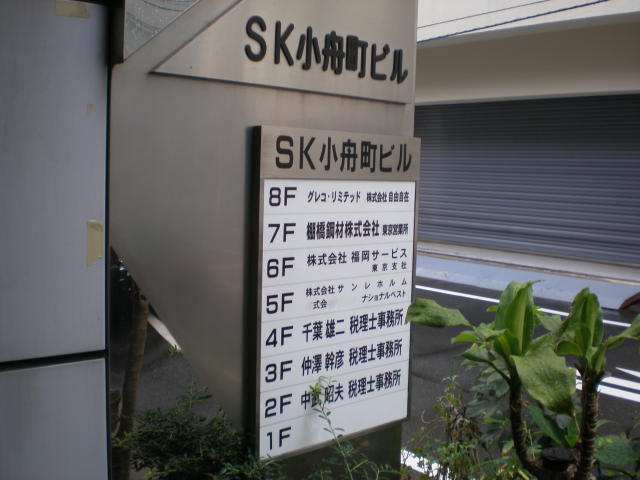 SK小舟町ビル
SK小舟町ビル
8F グレコ・リミテッド 株式会社 自由自在
7F 棚橋鋼材株式会社 東京営業所
6F 株式会社 福岡サービス
東京支社
5F 株式会社 サンレホルム
式会 ナショナルベスト
4F 千葉 雄二 税理士事務所
3F 仲澤 幹彦 税理士事務所
2F 中 昭夫 税理士事務所
1F